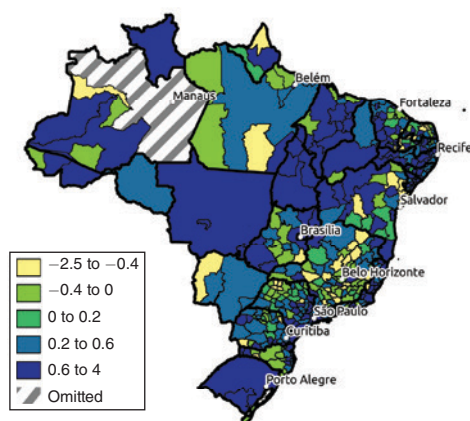 Belém
Manaus
Fortaleza
Recife
Salvador
Brasília
Belo Horizonte
São Paulo
Curitiba
Porto Alegre
−2.5 to −0.4
−0.4 to 0
0 to 0.2
0.2 to 0.6
0.6 to 4
Omitted